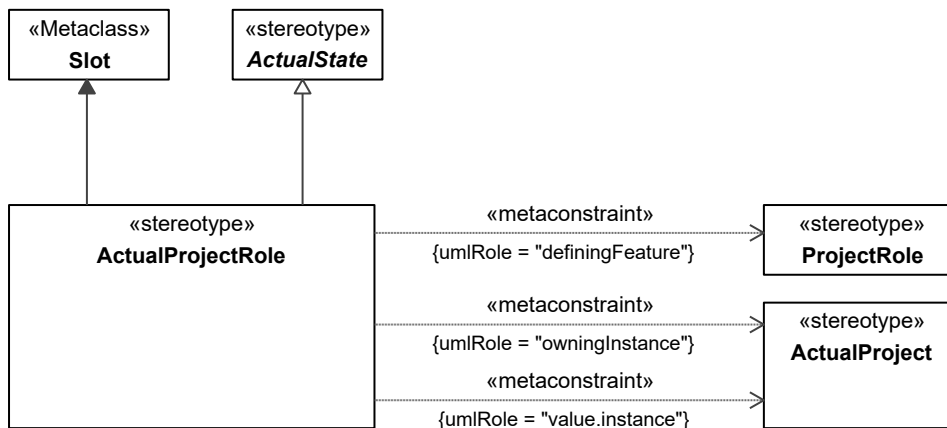 «Metaclass»
Slot
«stereotype»
ActualState
«stereotype»
ActualProjectRole
«metaconstraint»
{umlRole = "definingFeature"}
«stereotype»
ProjectRole
«metaconstraint»
{umlRole = "owningInstance"}
«stereotype»
ActualProject
«metaconstraint»
{umlRole = "value.instance"}